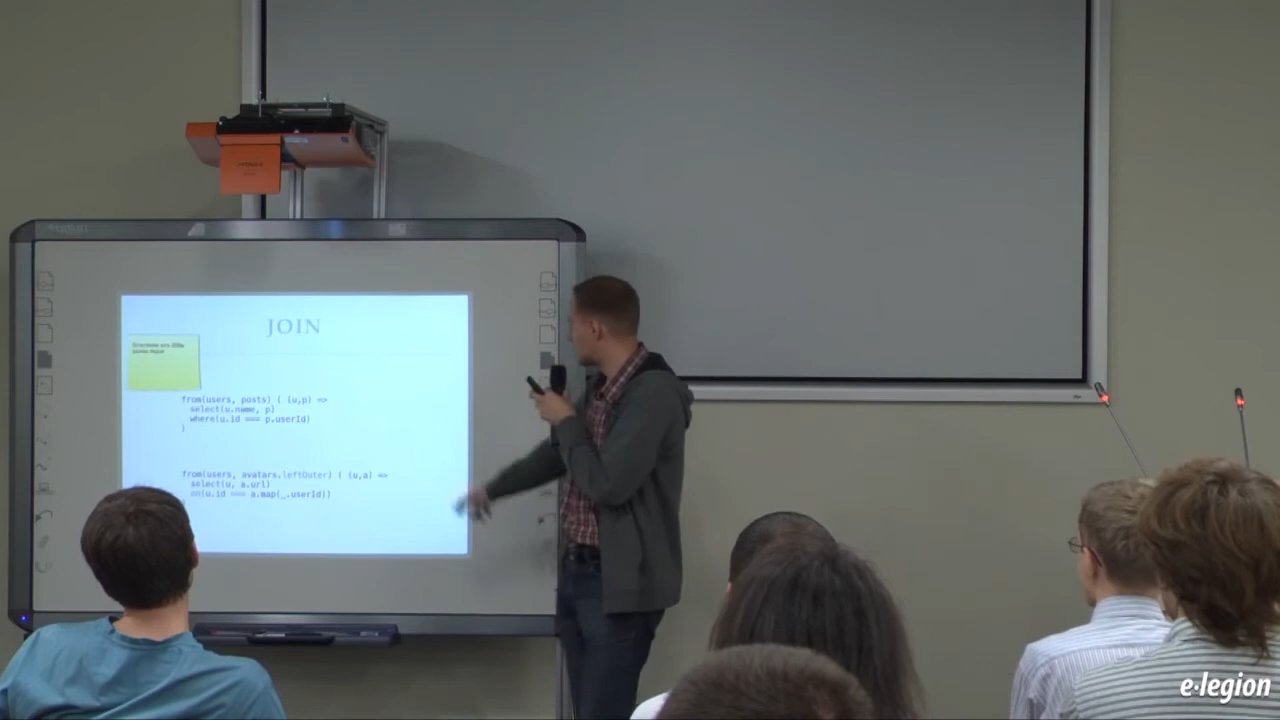 JOIN
from(users, posts) ( (u,p) =>
select(u.name, p)
where(u.id === p.userId)
)
from(users, avatars.leftOuter) ( (u,a) =>
select(u, a.url)
on(u.id === a.map(_.userId))
e·legion